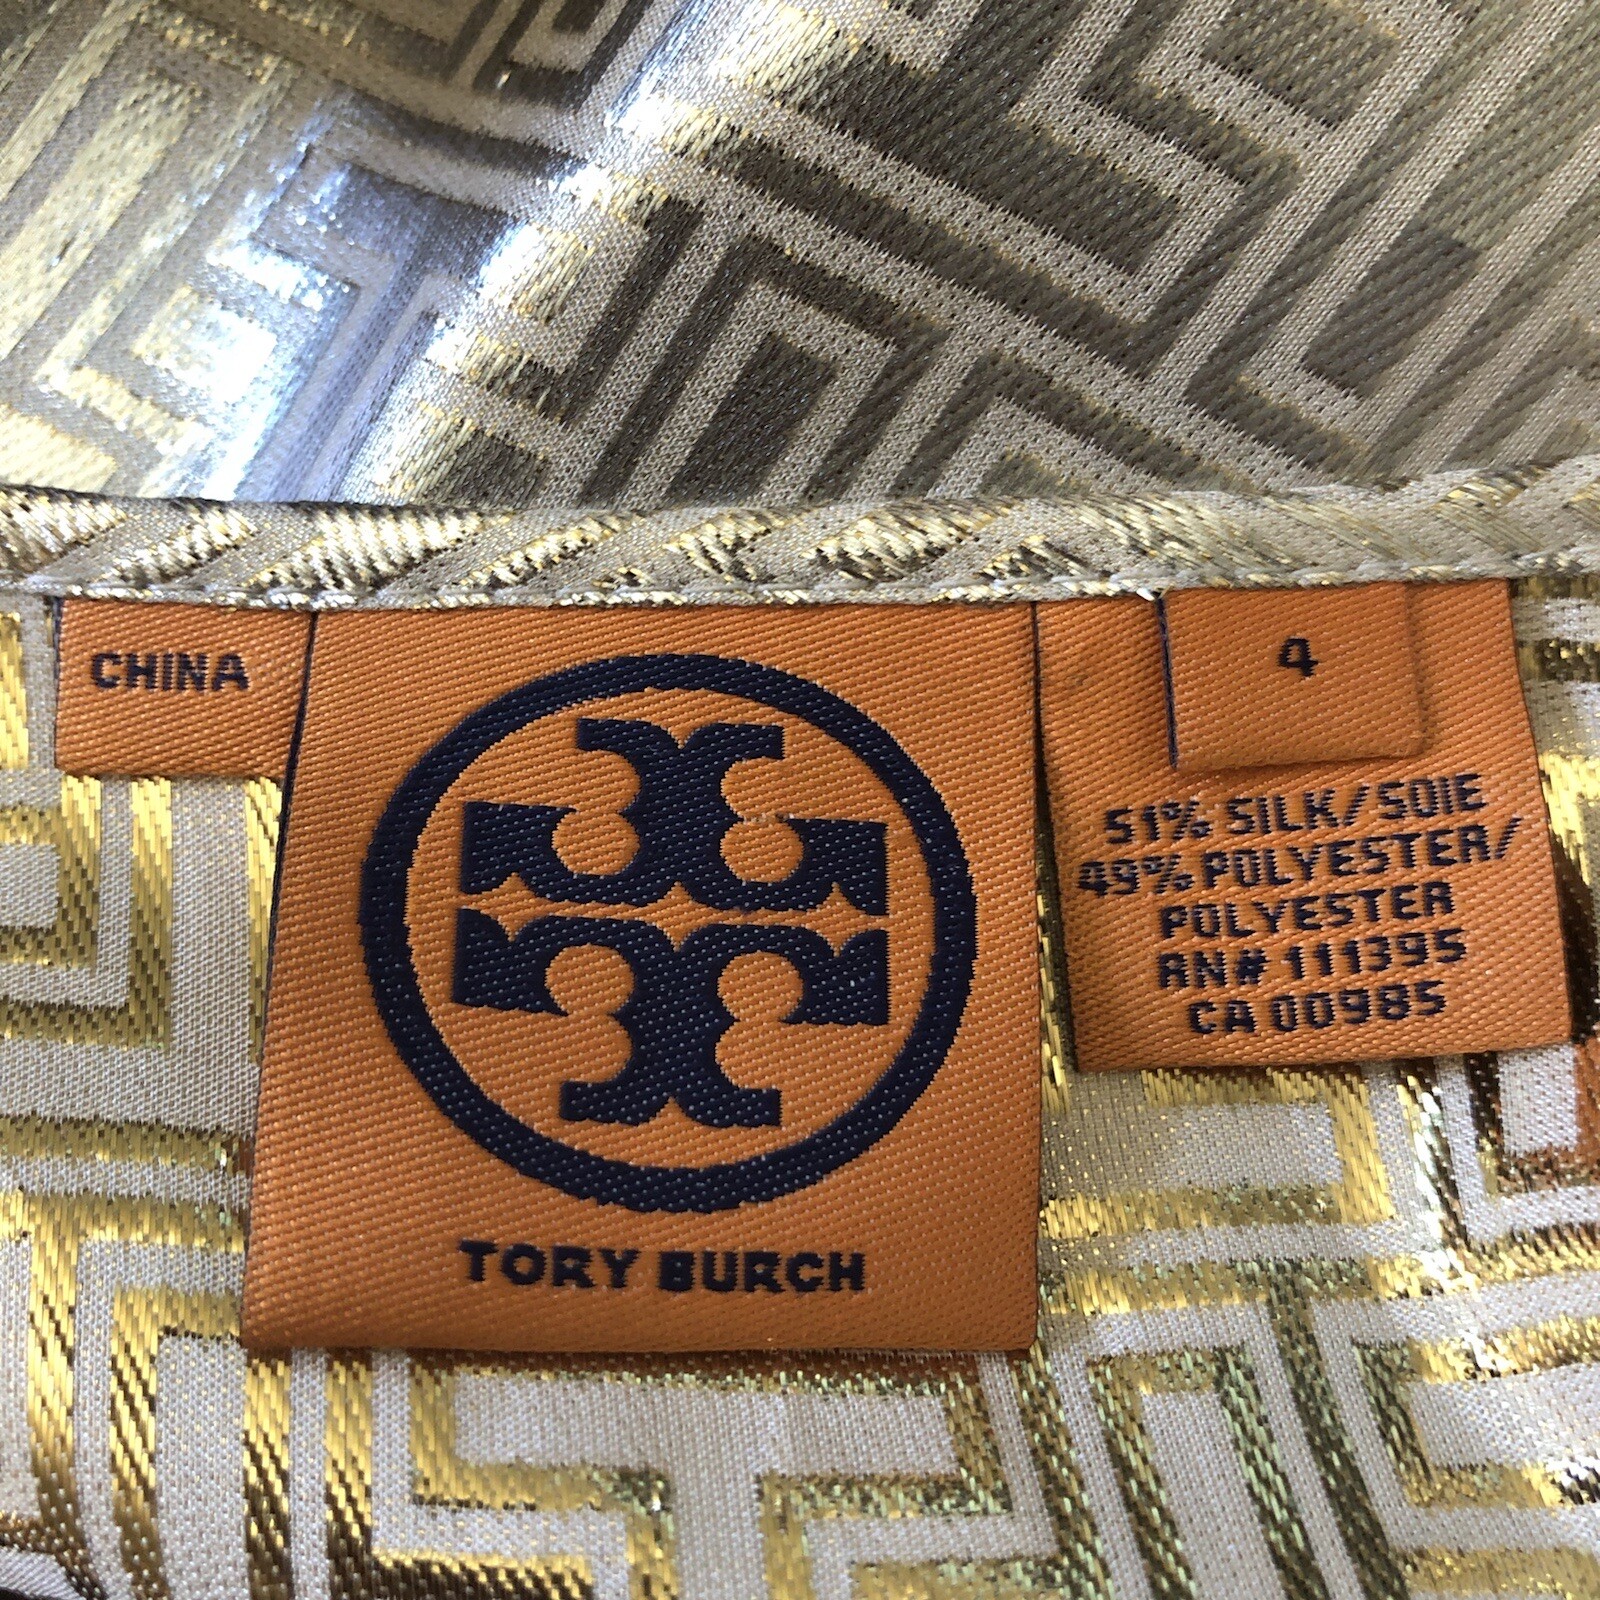 CHINA
TORY BURCH
4
51% SILK/SOIE
49% POLYESTER/
POLYESTER
RN# 111395
CA 00985